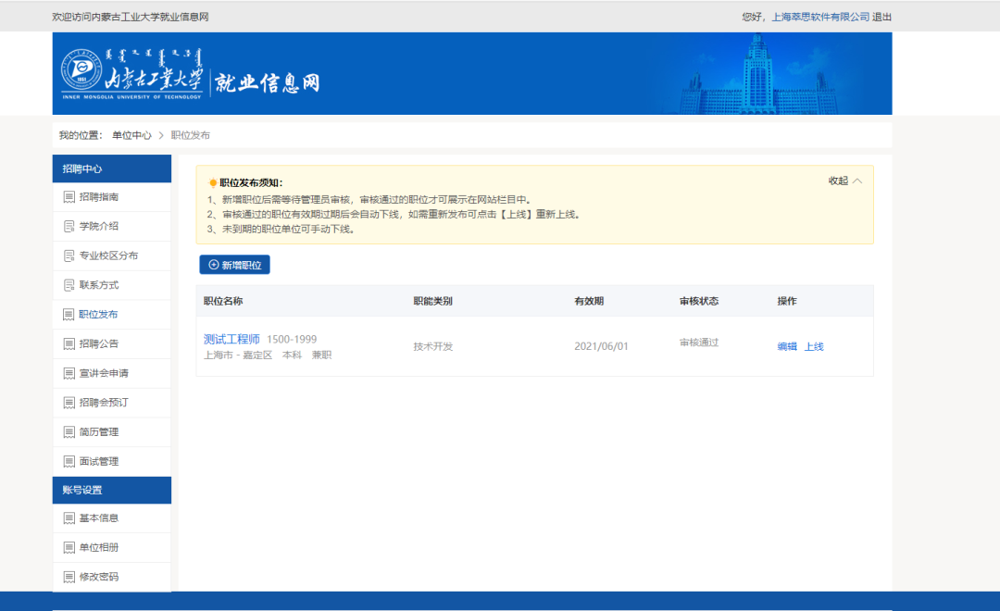 欢迎访问内蒙古工业大学就业信息网
您好，上海萃思软件有限公司 退出
内蒙古工业大学
INNER MONGOLIA UNIVERSITY OF TECHNOLOGY
就业信息网
我的位置： 单位中心 > 职位发布
招聘中心
招聘指南
学院介绍
专业校区分布
联系方式
职位发布
招聘公告
宣讲会申请
招聘会预订
简历管理
面试管理
账号设置
基本信息
单位相册
修改密码
职位发布须知：
收起
1、新增职位后需等待管理员审核，审核通过的职位才可展示在网站栏目中。
2、审核通过的职位有效期过期后会自动下线，如需重新发布可点击【上线】重新上线。
3、未到期的职位单位可手动下线。
新增职位
职位名称 职能类别 有效期 审核状态 操作
测试工程师 1500-1999
上海市 - 嘉定区 本科 兼职
技术开发 2021/06/01 审核通过 编辑 上线